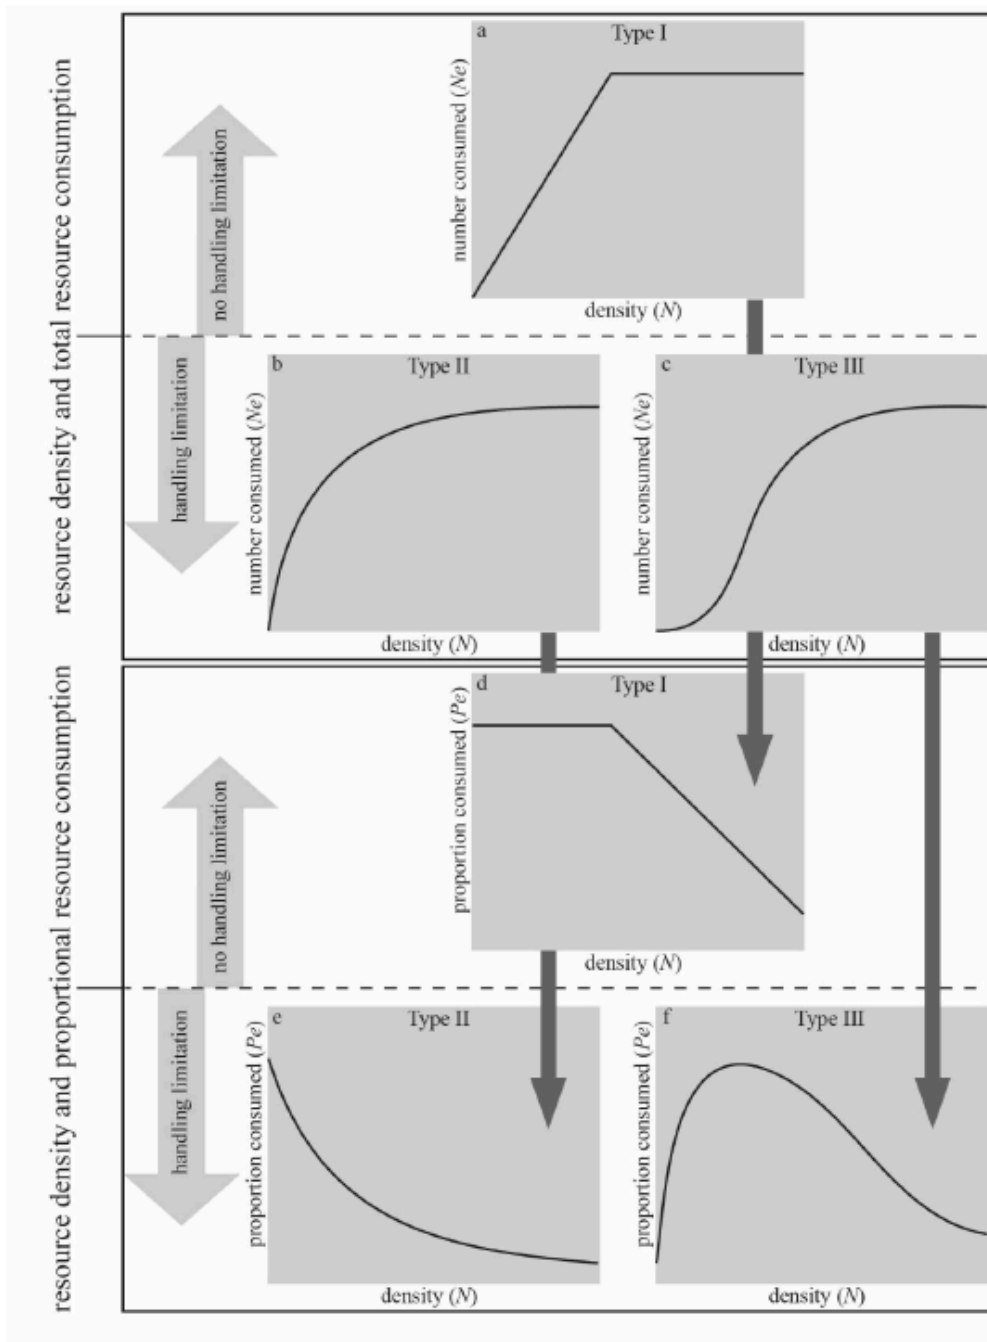 resource density and total resource consumption
no handling limitation
handling limitation
a
Type I
number consumed (Ne)
density (N)
b
Type II
number consumed (Ne)
density (N)
c
Type III
number consumed (Ne)
density (N)
resource density and proportional resource consumption
no handling limitation
handling limitation
d
Type I
proportion consumed (Pe)
density (N)
e
Type II
proportion consumed (Pe)
density (N)
f
Type III
proportion consumed (Pe)
density (N)